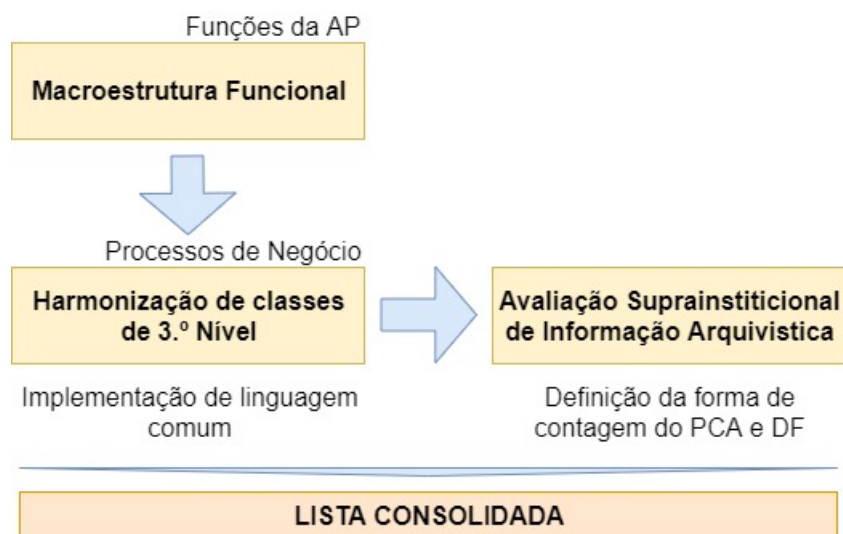 Funções da AP
Macroestrutura Funcional
Processos de Negócio
Harmonização de classes
de 3.º Nível
Implementação de linguagem
comum
Avaliação Suprainstiticional
de Informação Arquivistica
Definição da forma de
contagem do PCA e DF
LISTA CONSOLIDADA